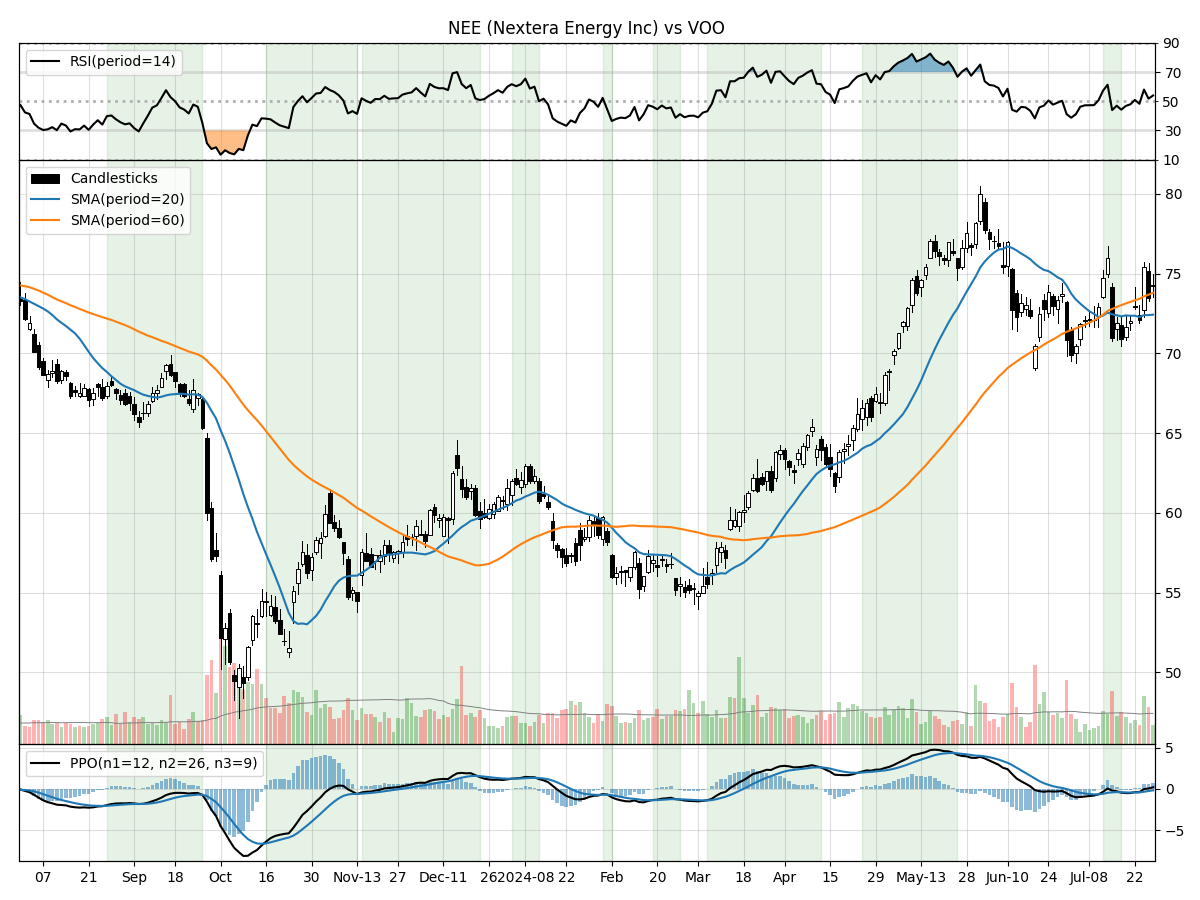 NEE (Nextera Energy Inc) vs VOO
RSI(period=14)
90
70
50
30
10
Candlesticks
SMA(period=20)
SMA(period=60)
80
75
70
65
60
55
50
PPO(n1=12, n2=26, n3=9)
5
0
−5
07 21 Sep 18 Oct 16 30 Nov-13 27 Dec-11 26 2024-08 22 Feb 20 Mar 18 Apr 15 29 May-13 28 Jun-10 24 Jul-08 22